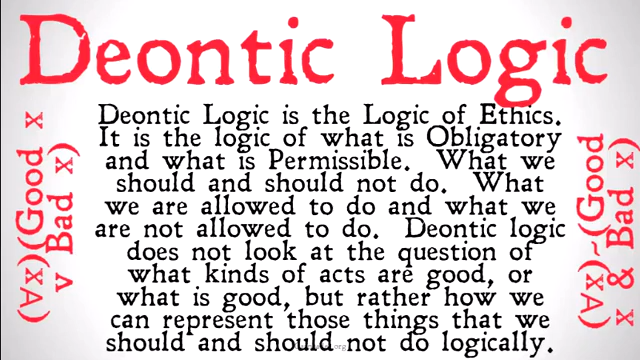 Deontic Logic
(∀x)(Good x
v Bad x)
Deontic Logic is the Logic of Ethics.
It is the logic of what is Obligatory
and what is Permissible. What we
should and should not do. What
we are allowed to do and what we
are not allowed to do. Deontic logic
does not look at the question of
what kinds of acts are good, or
what is good, but rather how we
can represent those things that we
should and should not do logically.
(∀x)~(Good
x & Bad x)